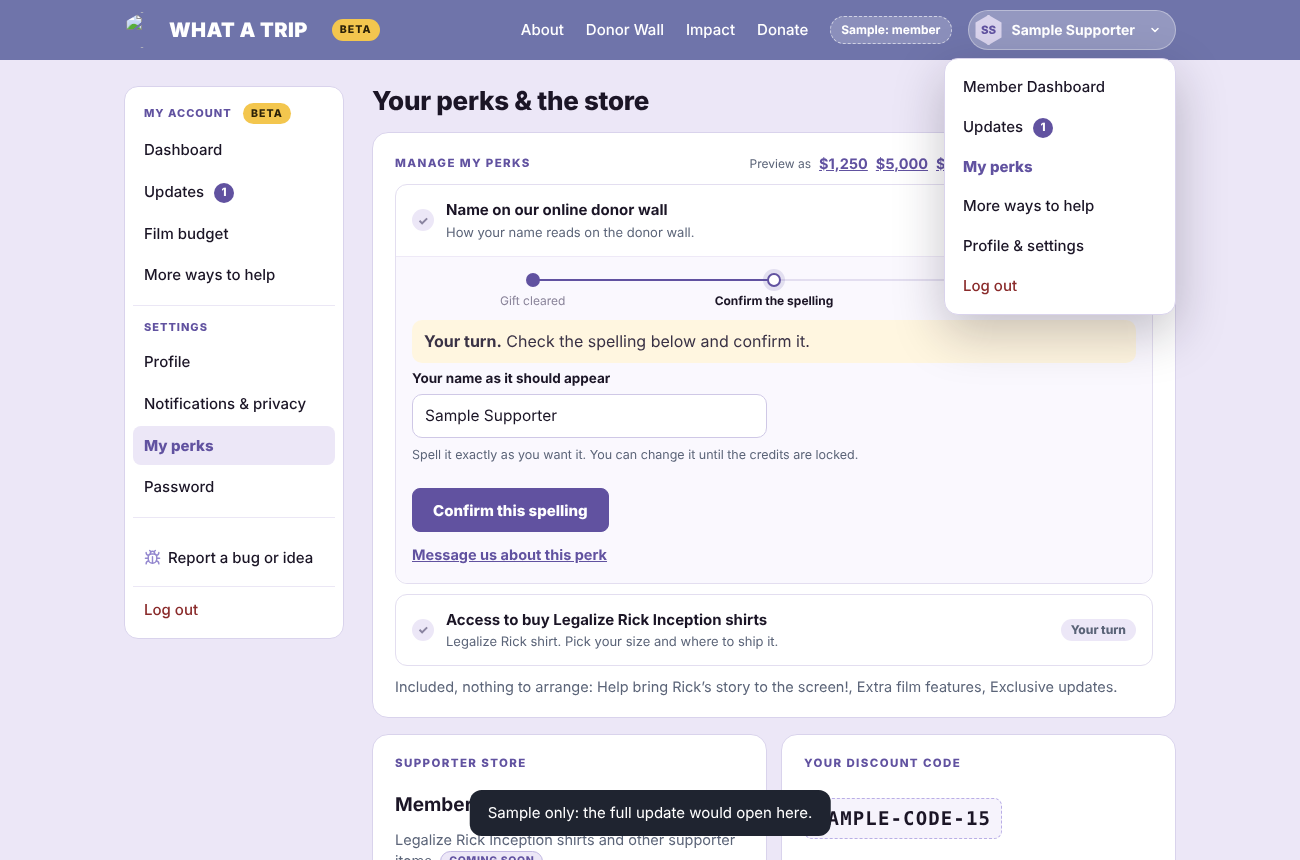 WHAT A TRIP BETA About Donor Wall Impact Donate Sample: member SS Sample Supporter
Member Dashboard
Updates 1
My perks
More ways to help
Profile & settings
Log out
MY ACCOUNT BETA
Dashboard
Updates 1
Film budget
More ways to help
SETTINGS
Profile
Notifications & privacy
My perks
Password
Report a bug or idea
Log out
Your perks & the store
MANAGE MY PERKS Preview as $1,250 $5,000 $
Name on our online donor wall
How your name reads on the donor wall.
Gift cleared Confirm the spelling
Your turn. Check the spelling below and confirm it.
Your name as it should appear
Sample Supporter
Spell it exactly as you want it. You can change it until the credits are locked.
Confirm this spelling
Message us about this perk
Access to buy Legalize Rick Inception shirts
Legalize Rick shirt. Pick your size and where to ship it.
Your turn
Included, nothing to arrange: Help bring Rick’s story to the screen!, Extra film features, Exclusive updates.
SUPPORTER STORE
Member
Legalize Rick Inception shirts and other supporter
items. COMING SOON
YOUR DISCOUNT CODE
AMPLE-CODE-15
Sample only: the full update would open here.